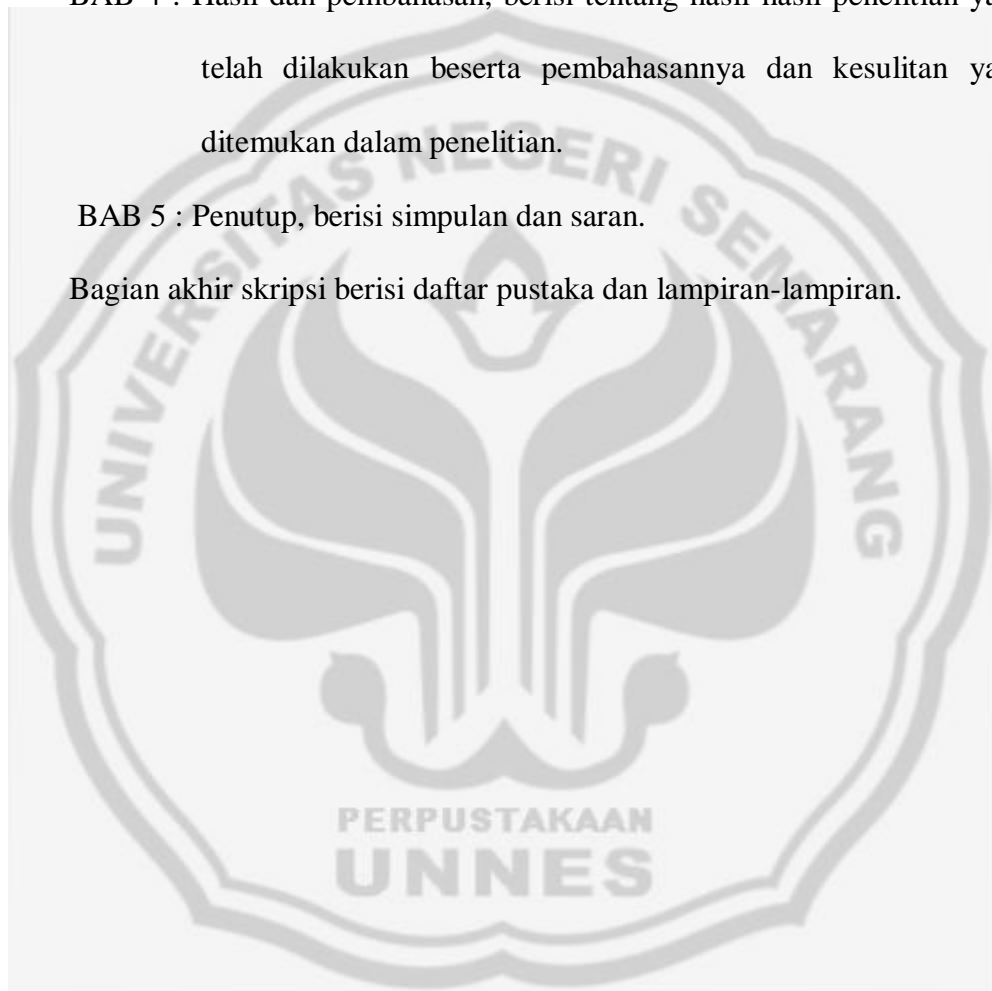 BAB 4 : Hasil dan pembahasan, berisi tentang hasil-hasil penelitian
telah dilakukan beserta pembahasannya dan kesulitan
ditemukan dalam penelitian.
BAB 5 : Penutup, berisi simpulan dan saran.
Bagian akhir skripsi berisi daftar pustaka dan lampiran-lampiran.
UNIVERSITAS NEGERI SEMARANG
PERPUSTAKAAN
UNNES